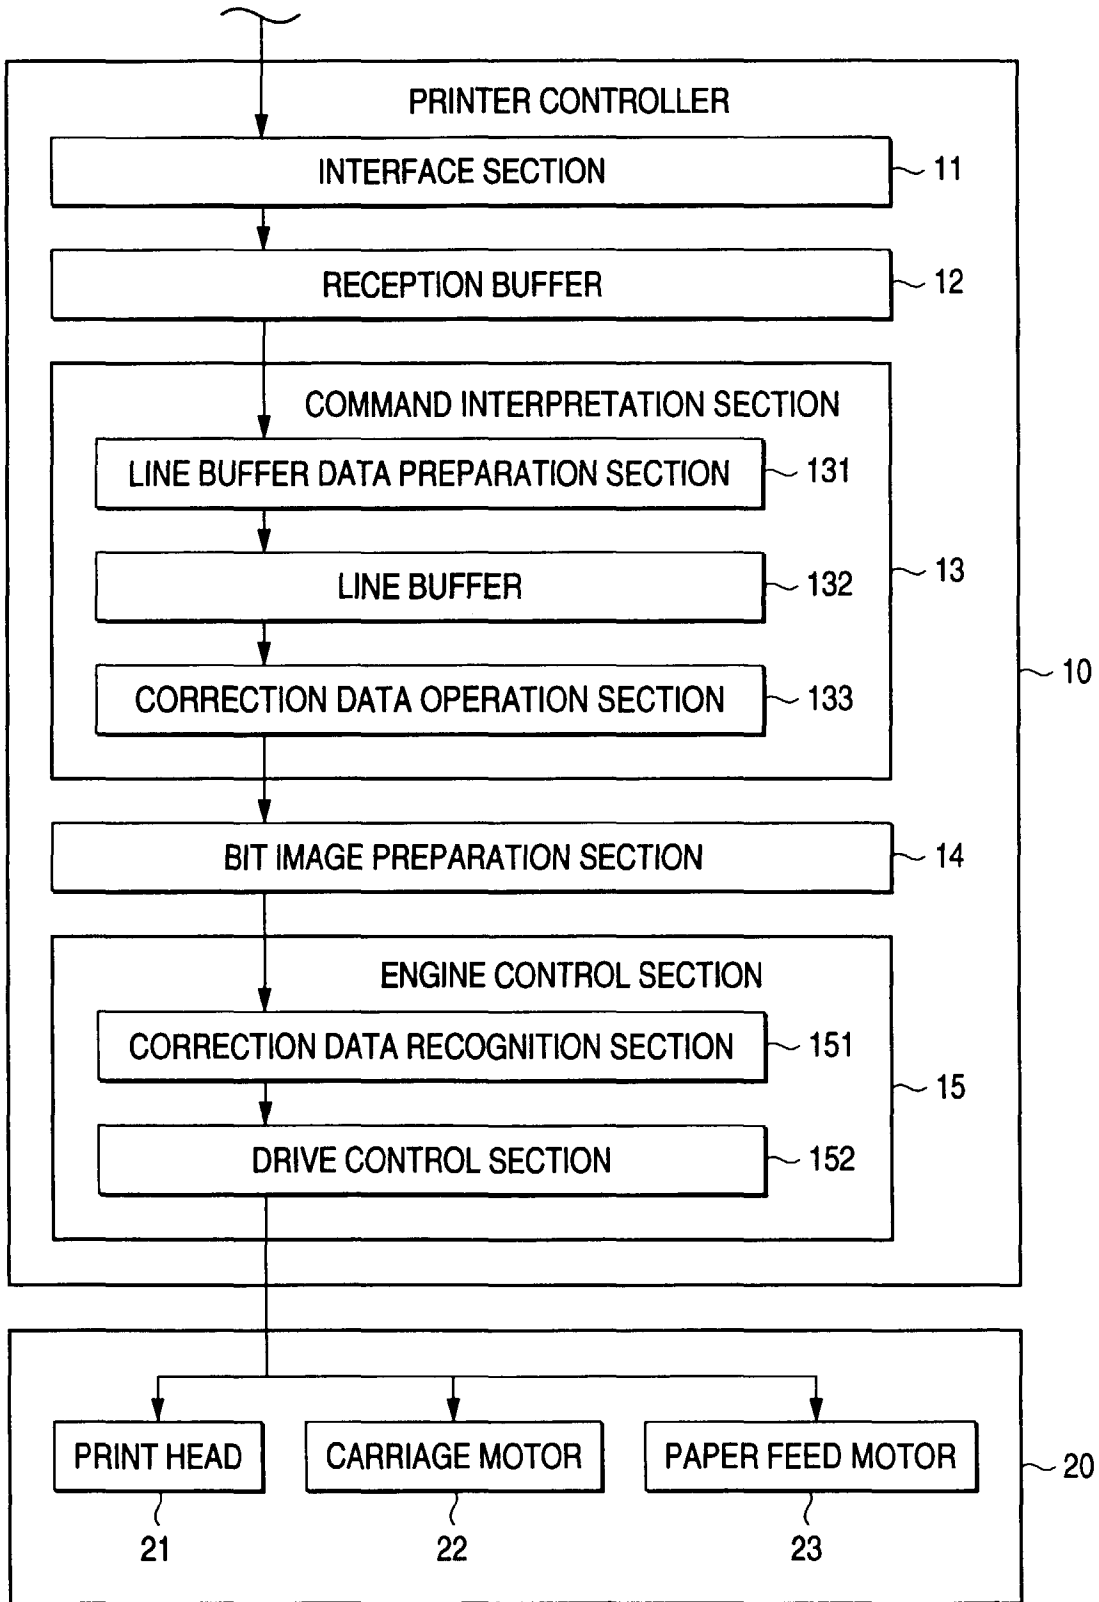 PRINTER CONTROLLER
INTERFACE SECTION
11
RECEPTION BUFFER
12
COMMAND INTERPRETATION SECTION
LINE BUFFER DATA PREPARATION SECTION
131
LINE BUFFER
132
13
CORRECTION DATA OPERATION SECTION
133
10
BIT IMAGE PREPARATION SECTION
14
ENGINE CONTROL SECTION
CORRECTION DATA RECOGNITION SECTION
151
15
DRIVE CONTROL SECTION
152
PRINT HEAD
CARRIAGE MOTOR
PAPER FEED MOTOR
20
21
22
23